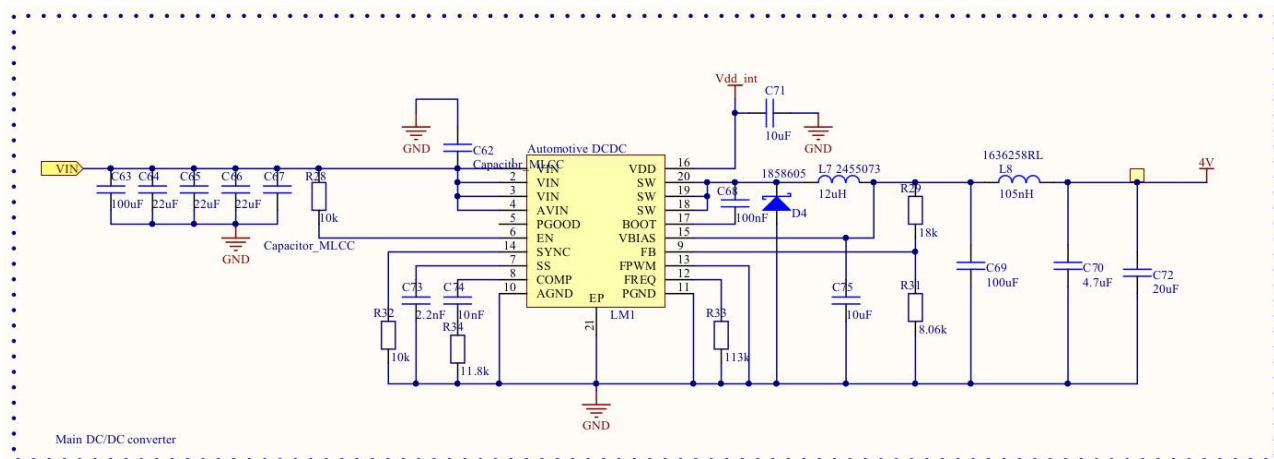 Vdd_int
C71
10uF
GND
GND
C62
Capacitor_MLCC
Automotive DCDC
VIN
C63
100uF
C64
22uF
C65
22uF
C66
22uF
C67
R28
10k
Capacitor_MLCC
GND
VIN
2 VIN
3 VIN
4 AVIN
5 PGOOD
6 EN
14 SYNC
7 SS
8 COMP
10 AGND
EP
21
VDD 16
SW 20
SW 19
SW 18
BOOT 17
VBIAS 15
FB 9
FPWM 13
FREQ 12
PGND 11
LM1
C68
100nF
1858605
D4
L7 2455073
12uH
R29
18k
1636258RL
L8
105nH
4V
R32
10k
C73
2.2nF
C74
10nF
R34
11.8k
R33
113k
C75
10uF
R31
8.06k
C69
100uF
C70
4.7uF
C72
20uF
GND
Main DC/DC converter